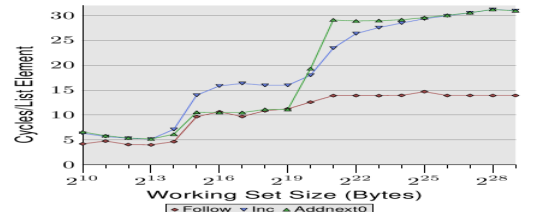 Cycles/List Element
30
25
20
15
10
5
0
2^10 2^13 2^16 2^19 2^22 2^25 2^28
Working Set Size (Bytes)
Follow Inc Addnext0